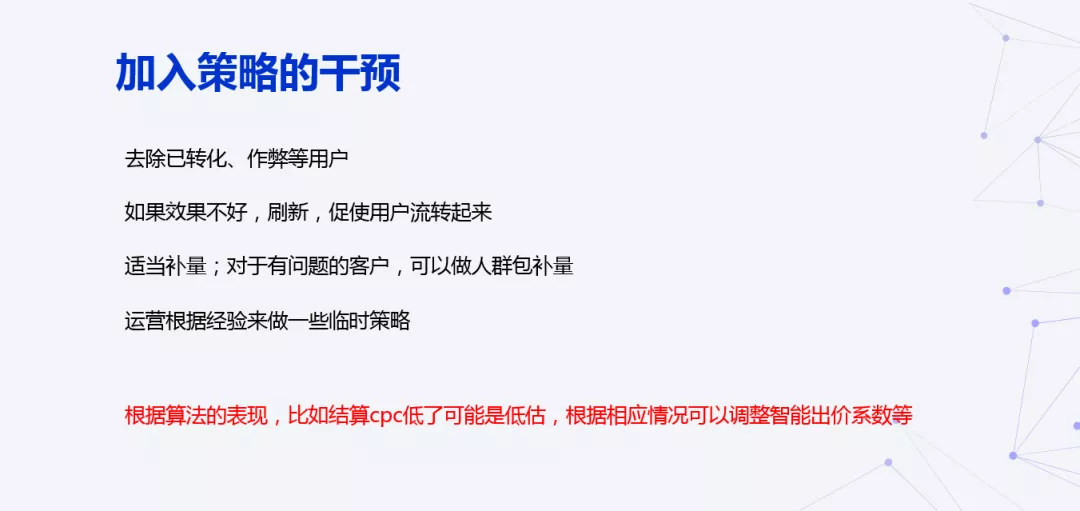 加入策略的干预
去除已转化、作弊等用户
如果效果不好，刷新，促使用户流转起来
适当补量；对于有问题的客户，可以做人群包补量
运营根据经验来做一些临时策略
根据算法的表现，比如结算cpc低了可能是低估，根据相应情况可以调整智能出价系数等